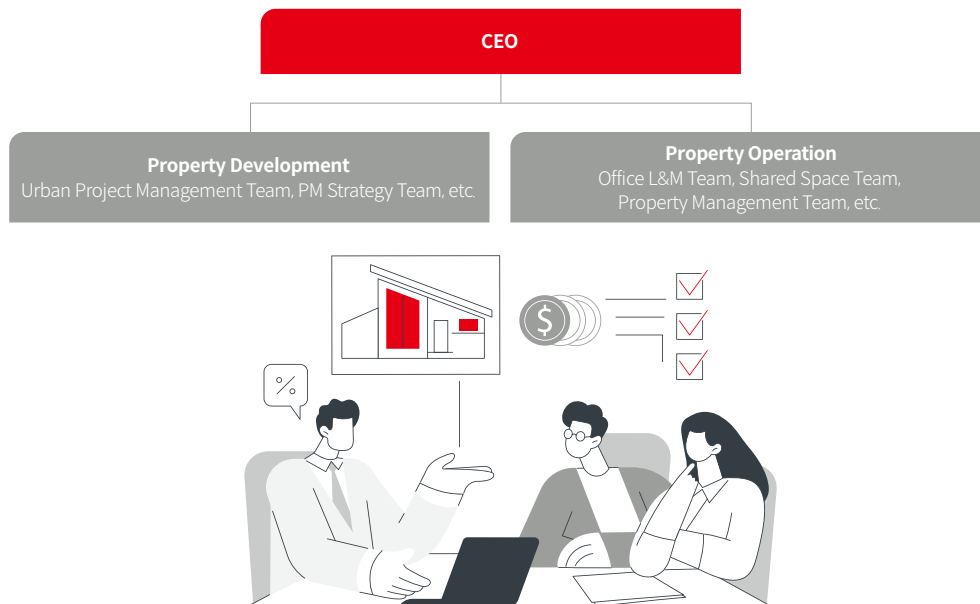 CEO
Property Development
Urban Project Management Team, PM Strategy Team, etc.
Property Operation
Office L&M Team, Shared Space Team,
Property Management Team, etc.
$
%